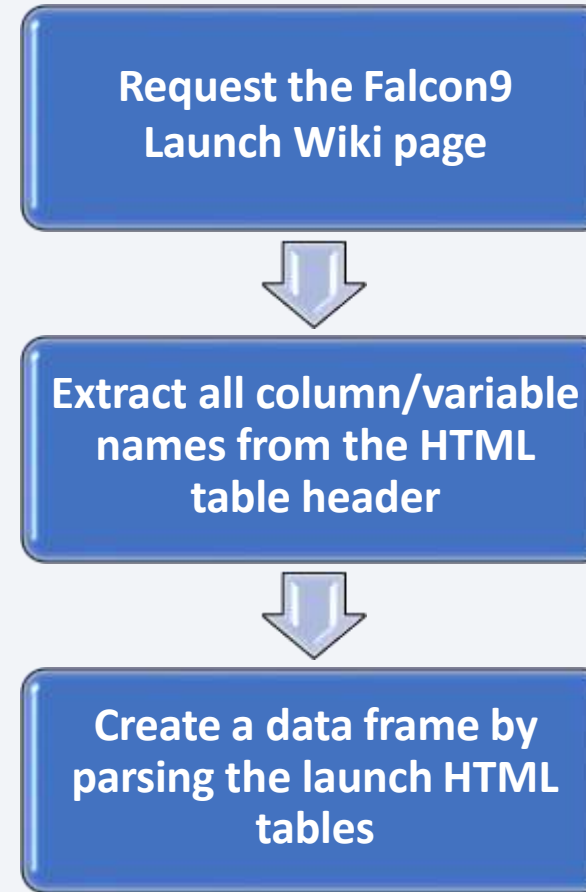 Request the Falcon9
Launch Wiki page
Extract all column/variable
names from the HTML
table header
Create a data frame by
parsing the launch HTML
tables